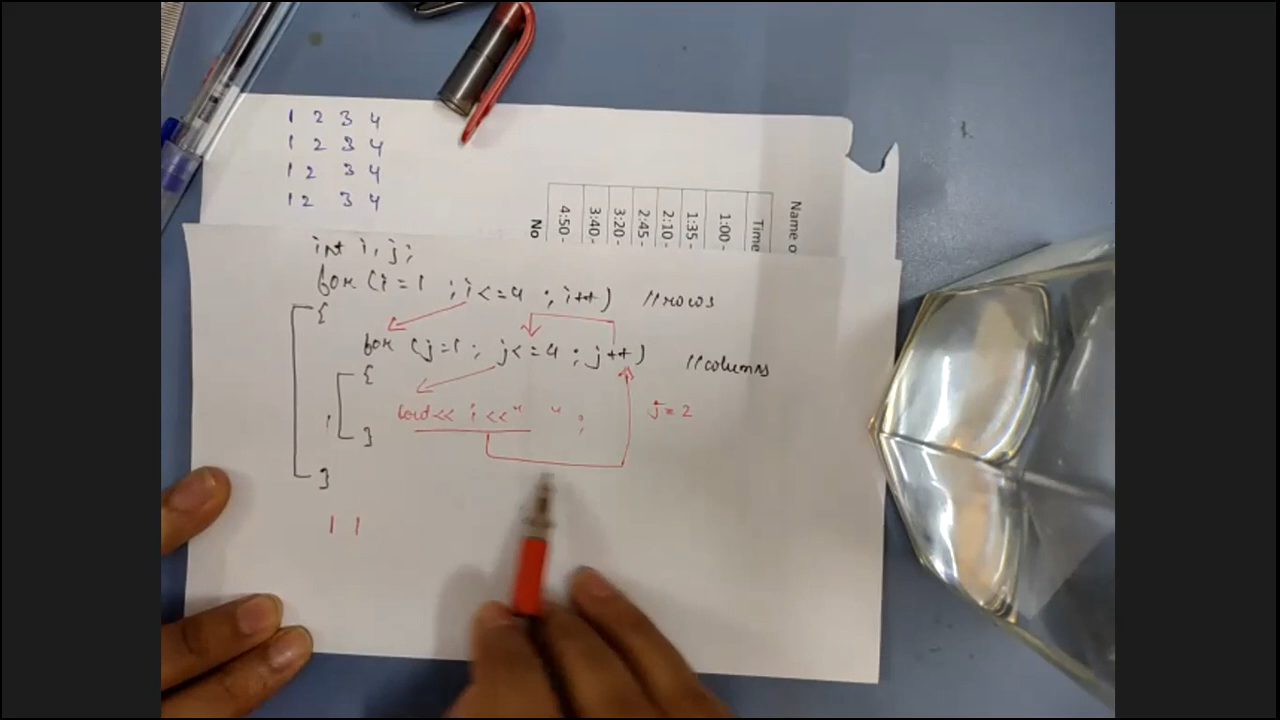 1 2 3 4
1 2 3 4
1 2 3 4
1 2 3 4
Name o
Time
1:00 -
1:35 -
2:10 -
2:45 -
3:20 -
3:40 -
4:50 -
No
int i, j;
for (i = 1 ; i <= 4 ; i++) //rows
{
for (j = 1 ; j <= 4 ; j++) //columns
{
cout << i << " " ; j = 2
}
}
1 1